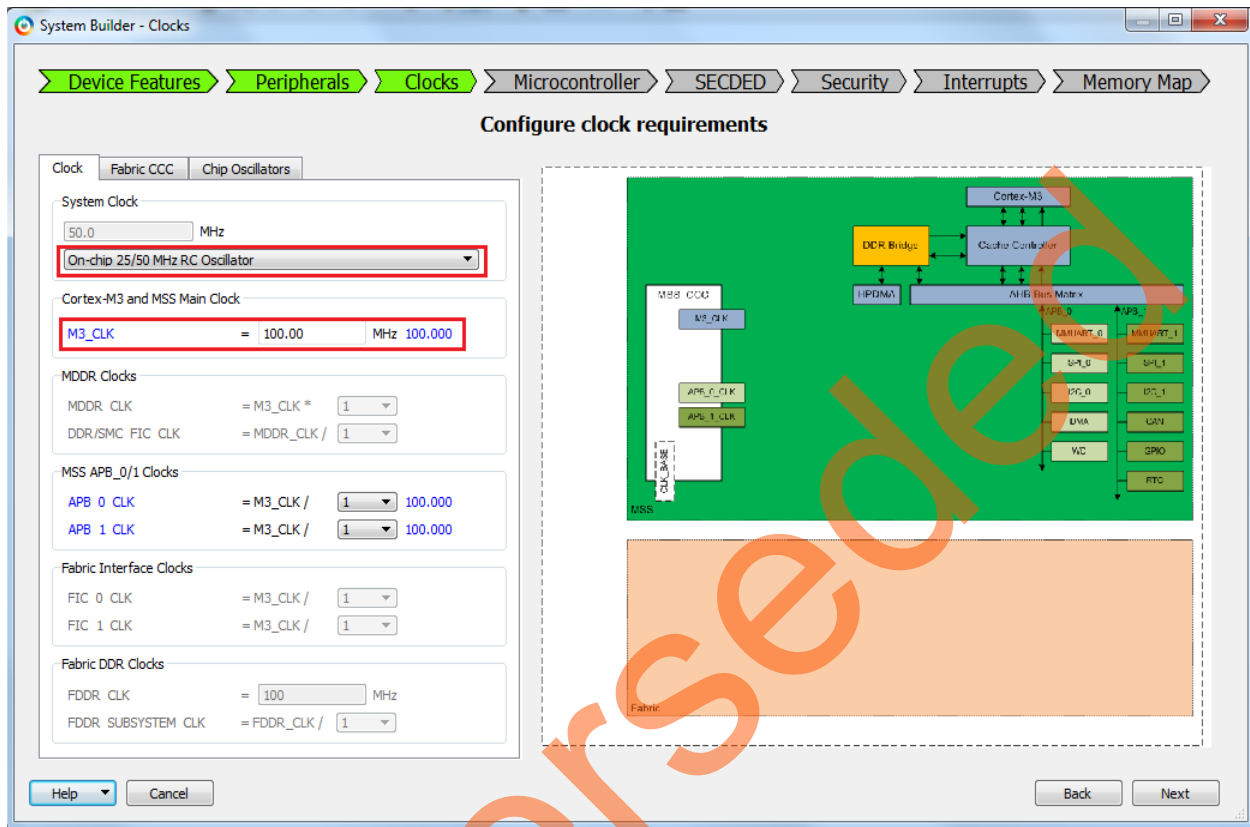 System Builder - Clocks
Device Features
Peripherals
Clocks
Microcontroller
SECDED
Security
Interrupts
Memory Map
Configure clock requirements
Clock
Fabric CCC
Chip Oscillators
System Clock
50.0 MHz
On-chip 25/50 MHz RC Oscillator
Cortex-M3 and MSS Main Clock
M3_CLK = 100.00 MHz 100.000
MDDR Clocks
MDDR CLK = M3_CLK * 1
DDR/SMC FIC CLK = MDDR_CLK / 1
MSS APB_0/1 Clocks
APB 0 CLK = M3_CLK / 1 100.000
APB 1 CLK = M3_CLK / 1 100.000
Fabric Interface Clocks
FIC 0 CLK = M3_CLK / 1
FIC 1 CLK = M3_CLK / 1
Fabric DDR Clocks
FDDR CLK = 100 MHz
FDDR SUBSYSTEM CLK = FDDR_CLK / 1
Cortex-M3
DDR Bridge
Cache Controller
HPDMA
AHB Bus Matrix
MSS CCC
M3_CLK
APB_0_CLK
APB_1_CLK
CLK_BASE
APB_0
MMUART_0
MMUART_1
SPI_0
SPI_1
I2C_0
I2C_1
DMA
CAN
WD
GPIO
RTC
MSS
Fabric
Help
Cancel
Back
Next